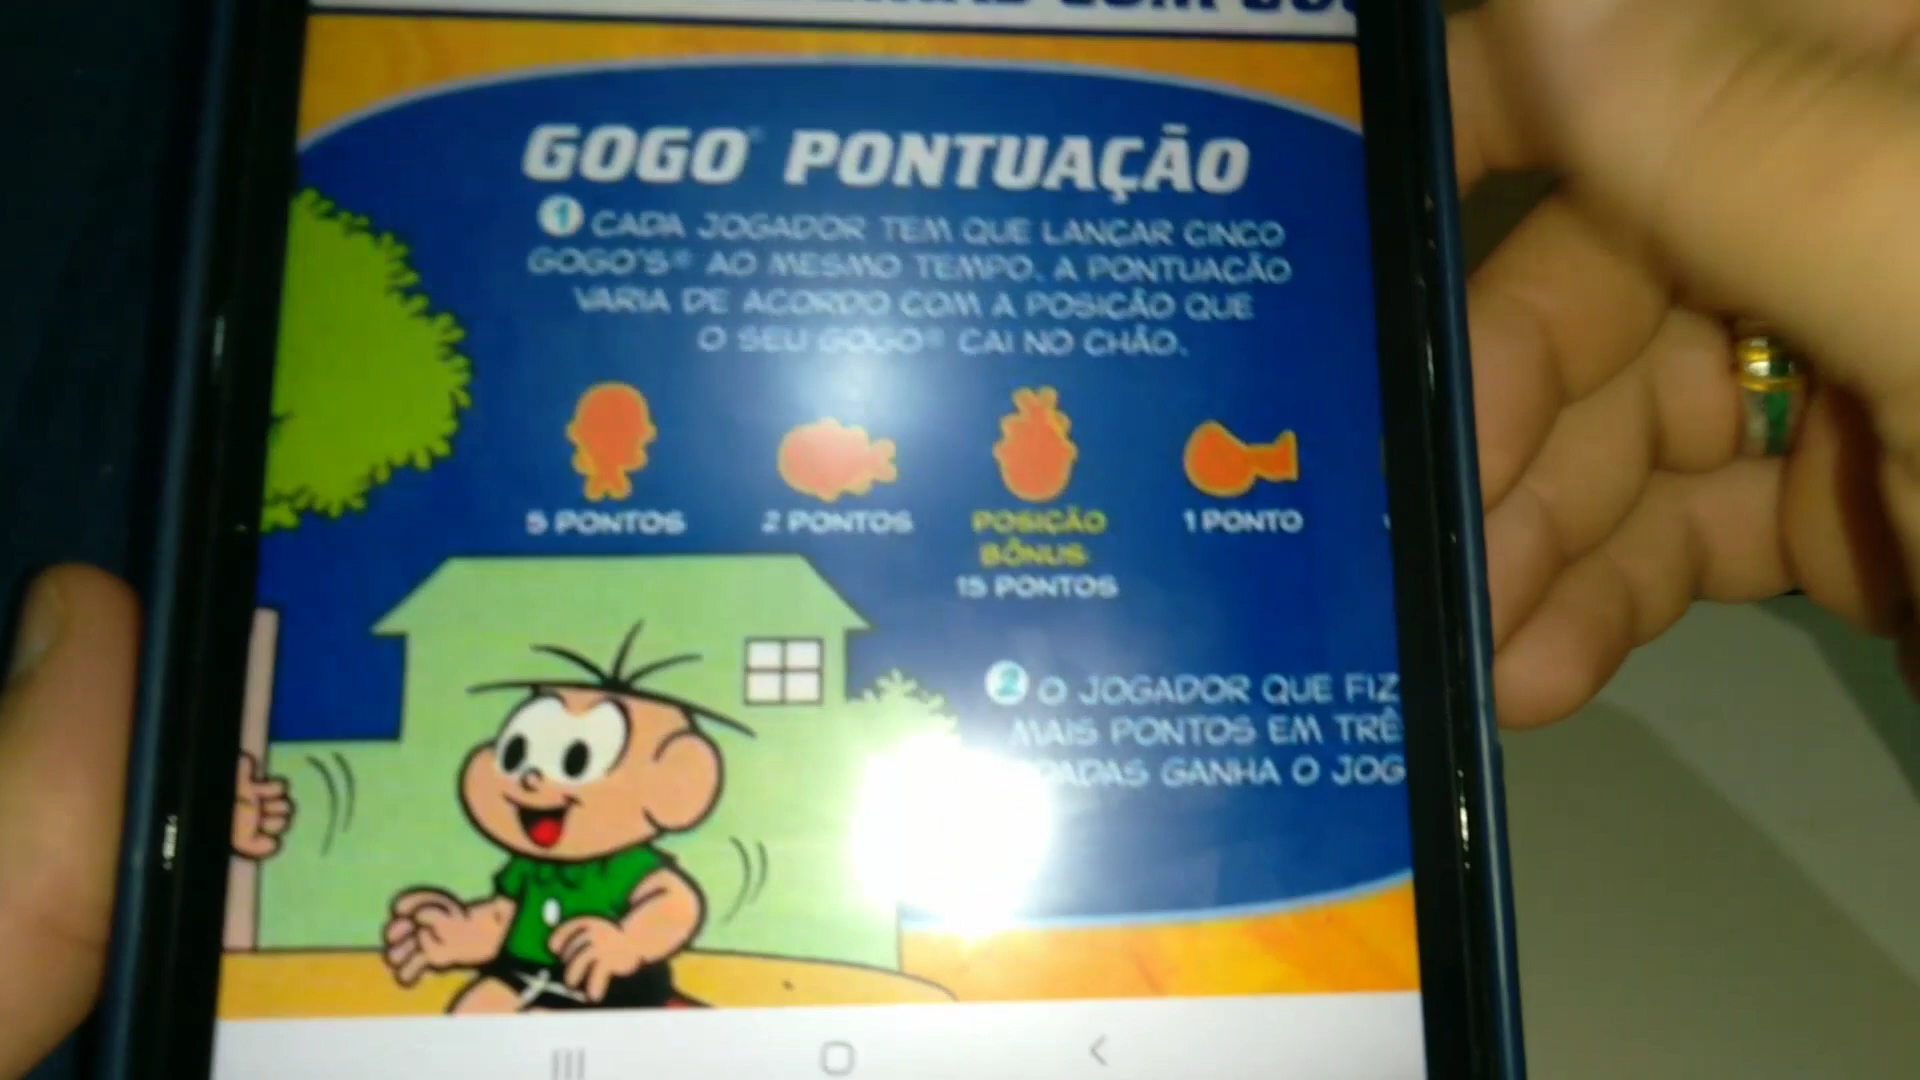 GOGO® PONTUAÇÃO
1 CADA JOGADOR TEM QUE LANÇAR CINCO
GOGO'S® AO MESMO TEMPO. A PONTUAÇÃO
VARIA DE ACORDO COM A POSIÇÃO QUE
O SEU GOGO® CAI NO CHÃO.
5 PONTOS
2 PONTOS
POSIÇÃO
BÔNUS
15 PONTOS
1 PONTO
2 O JOGADOR QUE FIZ
MAIS PONTOS EM TRÊ
ADAS GANHA O JOG